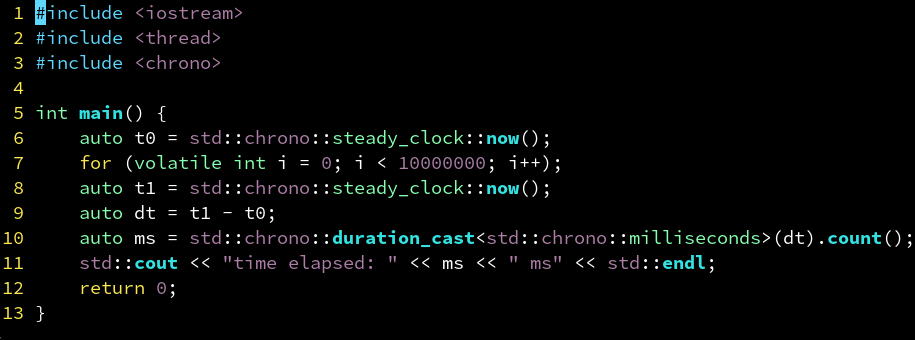 1 #include <iostream>
2 #include <thread>
3 #include <chrono>
4
5 int main() {
6     auto t0 = std::chrono::steady_clock::now();
7     for (volatile int i = 0; i < 10000000; i++);
8     auto t1 = std::chrono::steady_clock::now();
9     auto dt = t1 - t0;
10     auto ms = std::chrono::duration_cast<std::chrono::milliseconds>(dt).count();
11     std::cout << "time elapsed: " << ms << " ms" << std::endl;
12     return 0;
13 }